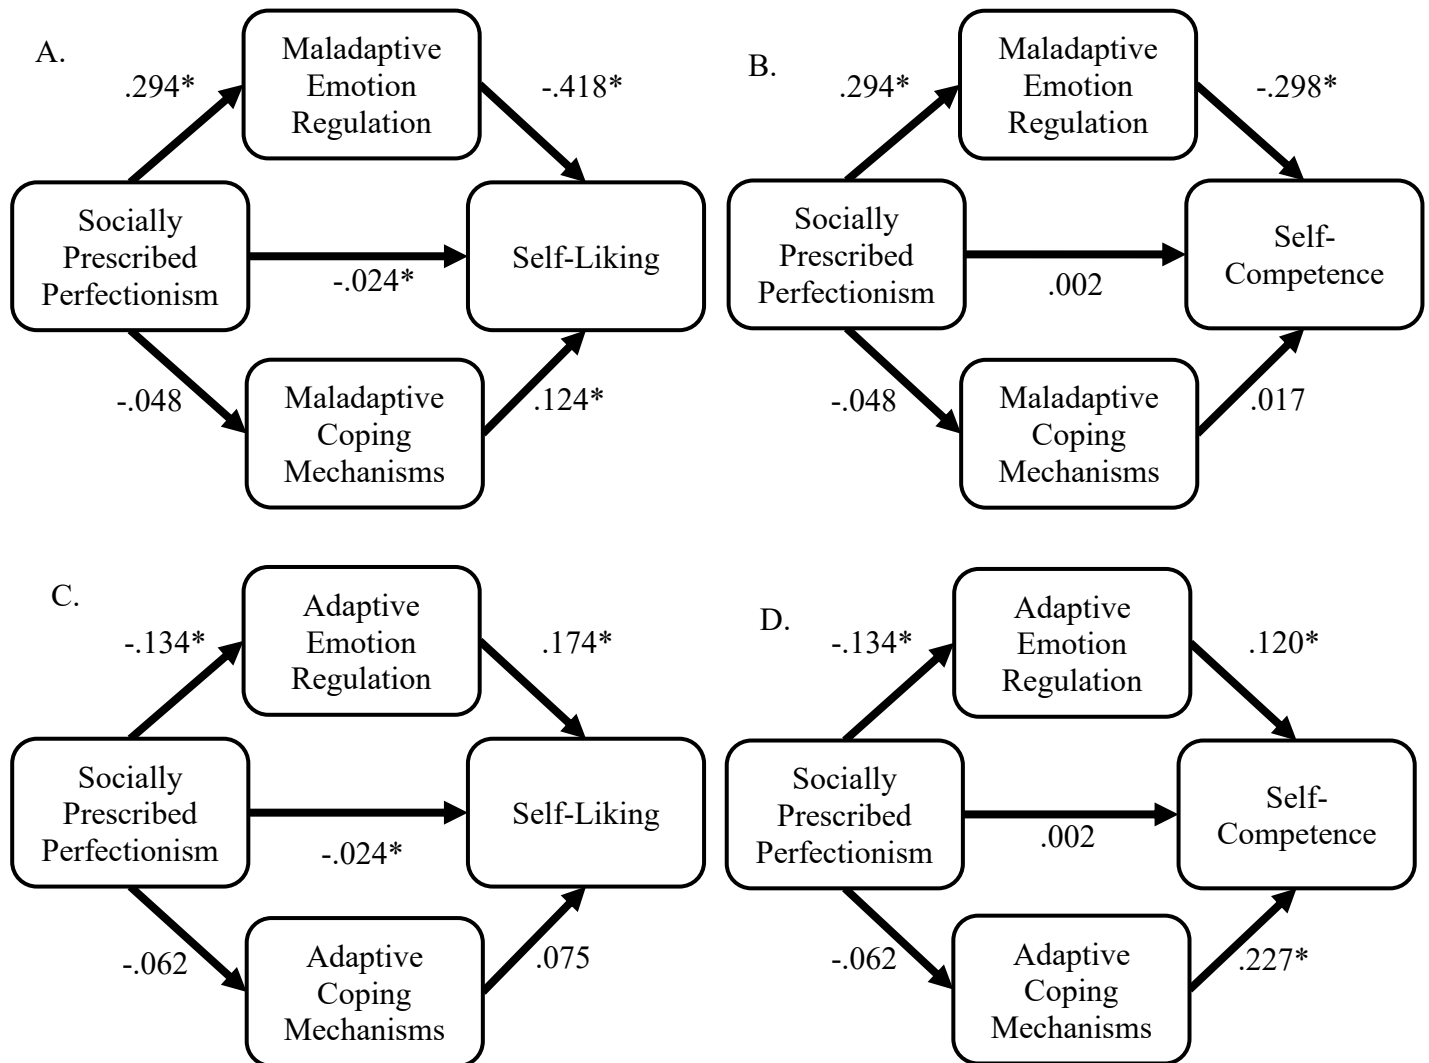 A.
Maladaptive
Emotion
Regulation
.294*
-.418*
Socially
Prescribed
Perfectionism
-.024*
Self-Liking
-.048
Maladaptive
Coping
Mechanisms
.124*
B.
Maladaptive
Emotion
Regulation
.294*
-.298*
Socially
Prescribed
Perfectionism
.002
Self-
Competence
-.048
Maladaptive
Coping
Mechanisms
.017
C.
Adaptive
Emotion
Regulation
-.134*
.174*
Socially
Prescribed
Perfectionism
-.024*
Self-Liking
-.062
Adaptive
Coping
Mechanisms
.075
D.
Adaptive
Emotion
Regulation
-.134*
.120*
Socially
Prescribed
Perfectionism
.002
Self-
Competence
-.062
Adaptive
Coping
Mechanisms
.227*